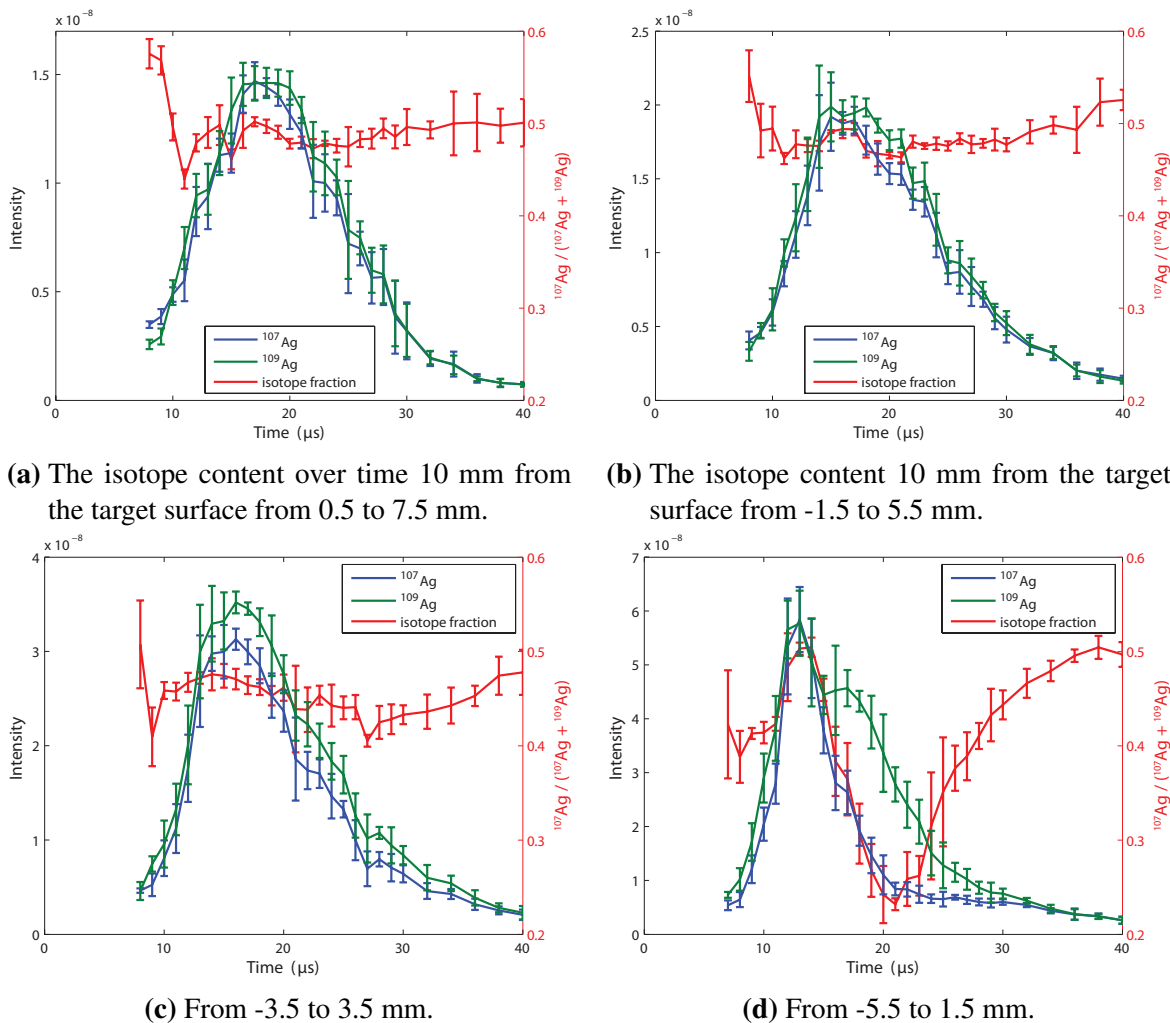 x 10⁻⁸
1.5
1
0.5
0
0.6
0.5
0.4
0.3
0.2
0
10
20
30
40
Intensity
Time (µs)
¹⁰⁷Ag / (¹⁰⁷Ag + ¹⁰⁹Ag)
¹⁰⁷Ag
¹⁰⁹Ag
isotope fraction
(a) The isotope content over time 10 mm from
the target surface from 0.5 to 7.5 mm.
x 10⁻⁸
2.5
2
1.5
1
0.5
0
0.6
0.5
0.4
0.3
0.2
0
10
20
30
40
Intensity
Time (µs)
¹⁰⁷Ag / (¹⁰⁷Ag + ¹⁰⁹Ag)
¹⁰⁷Ag
¹⁰⁹Ag
isotope fraction
(b) The isotope content 10 mm from the target
surface from -1.5 to 5.5 mm.
x 10⁻⁸
4
3
2
1
0
0.6
0.5
0.4
0.3
0.2
0
10
20
30
40
Intensity
Time (µs)
¹⁰⁷Ag / (¹⁰⁷Ag + ¹⁰⁹Ag)
¹⁰⁷Ag
¹⁰⁹Ag
isotope fraction
(c) From -3.5 to 3.5 mm.
x 10⁻⁸
7
6
5
4
3
2
1
0
0.6
0.5
0.4
0.3
0.2
0
10
20
30
40
Intensity
Time (µs)
¹⁰⁷Ag / (¹⁰⁷Ag + ¹⁰⁹Ag)
¹⁰⁷Ag
¹⁰⁹Ag
isotope fraction
(d) From -5.5 to 1.5 mm.